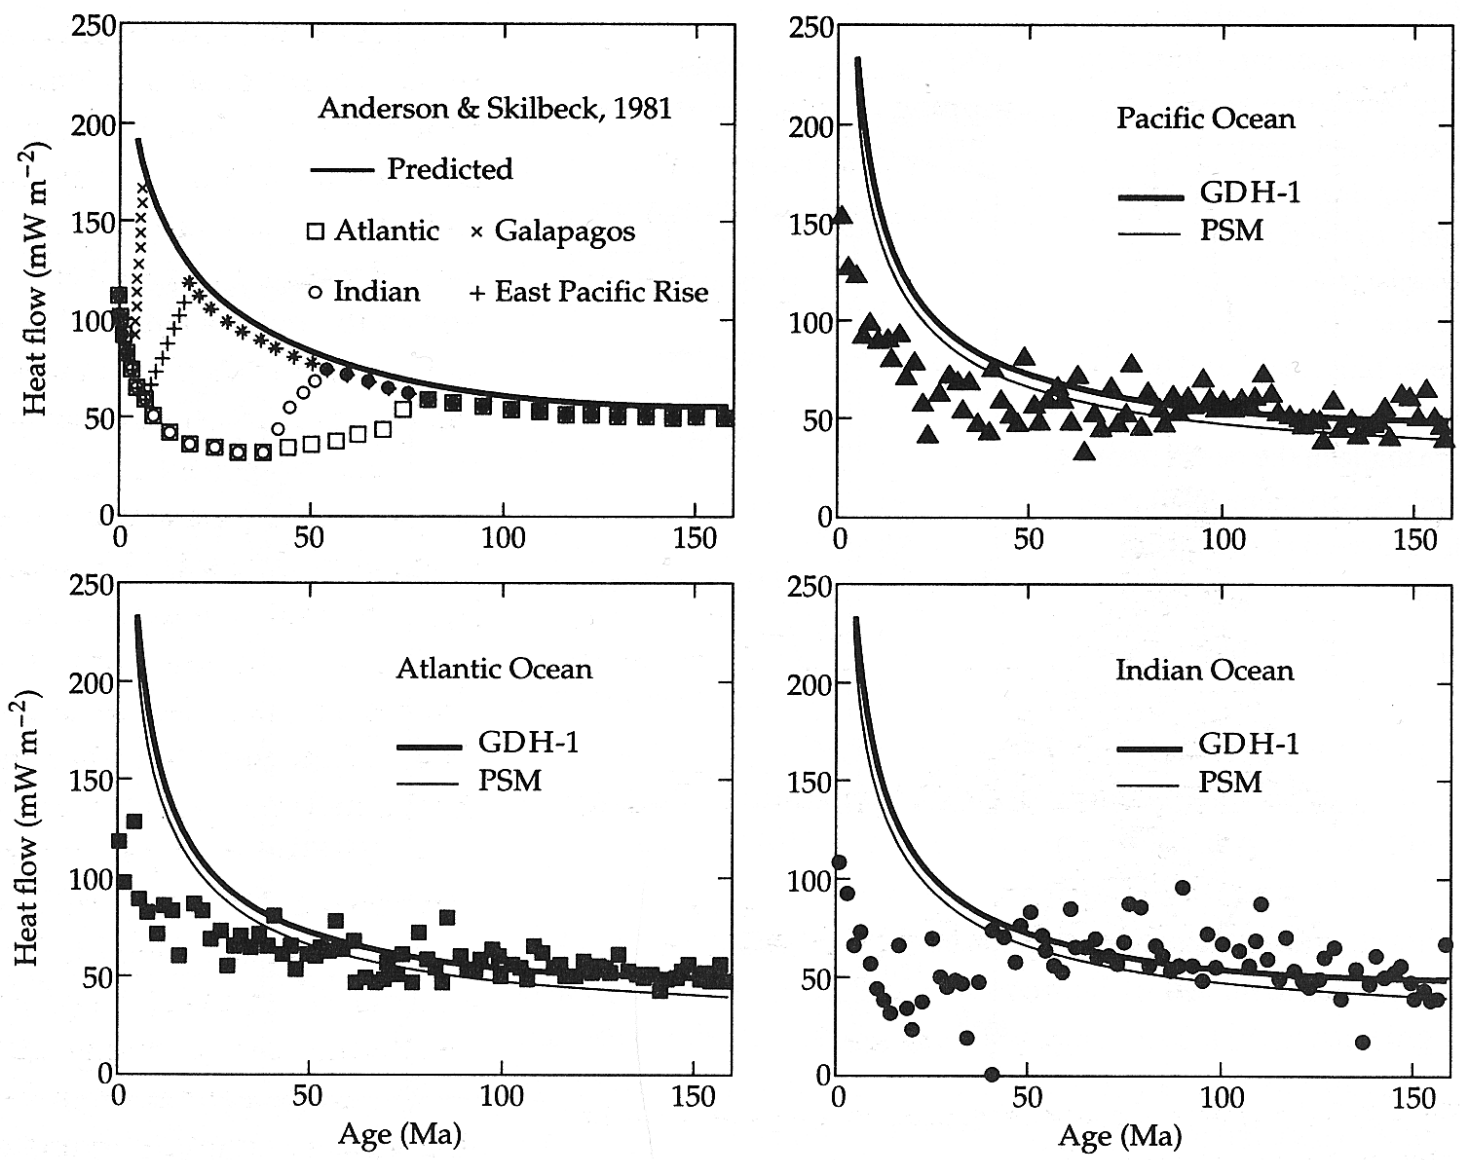 250
200
150
100
50
0
Heat flow (mW m−2)
Anderson & Skilbeck, 1981
Predicted
Atlantic × Galapagos
Indian + East Pacific Rise
0 50 100 150
250
200
150
100
50
0
Pacific Ocean
GDH-1
PSM
0 50 100 150
250
200
150
100
50
0
Heat flow (mW m−2)
Atlantic Ocean
GDH-1
PSM
0 50 100 150
Age (Ma)
250
200
150
100
50
0
Indian Ocean
GDH-1
PSM
0 50 100 150
Age (Ma)